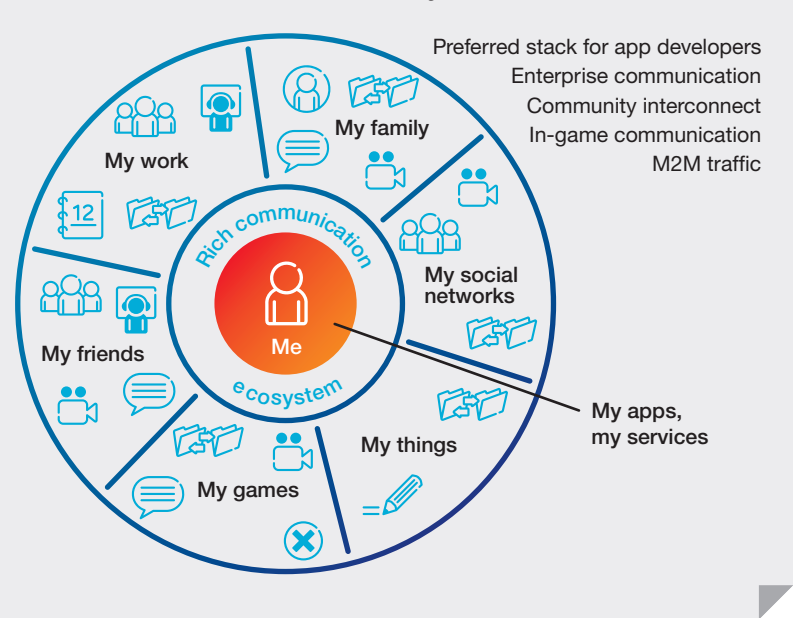 Preferred stack for app developers
Enterprise communication
Community interconnect
In-game communication
M2M traffic
My family
My work
12
Rich communication
My social
networks
Me
My friends
ecosystem
My apps,
my services
My things
My games